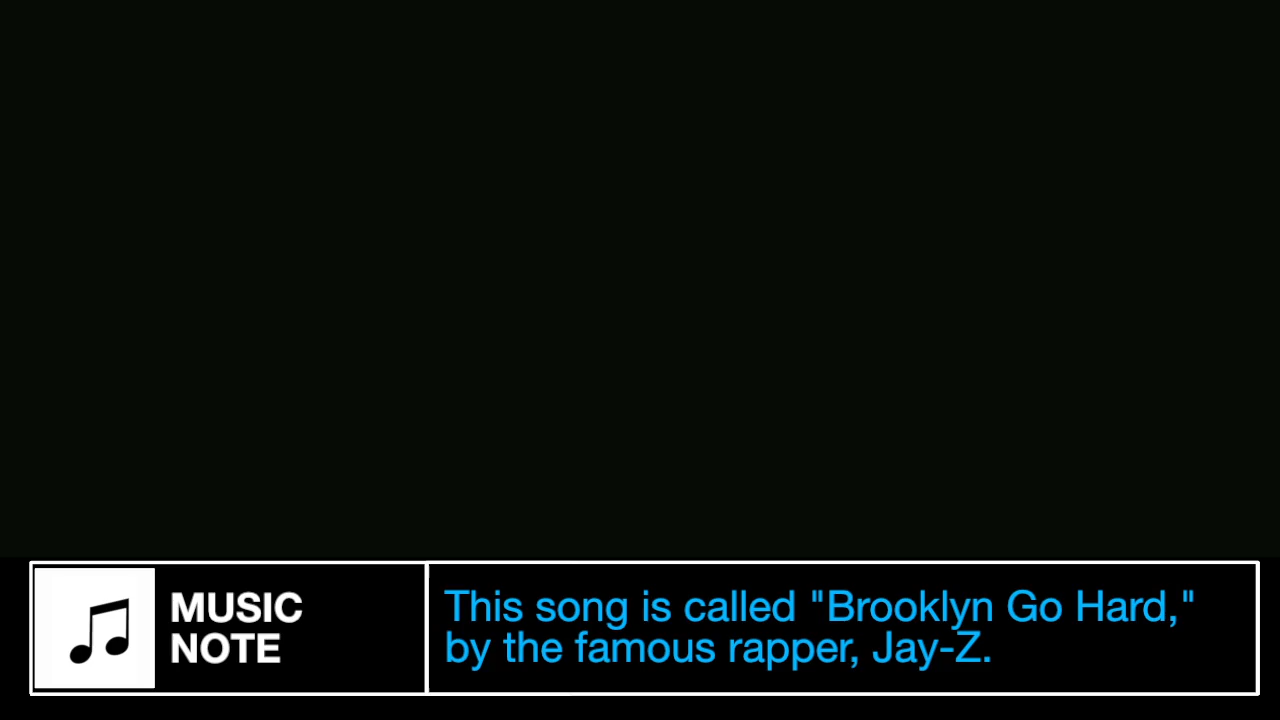 MUSIC
NOTE
This song is called "Brooklyn Go Hard,"
by the famous rapper, Jay-Z.